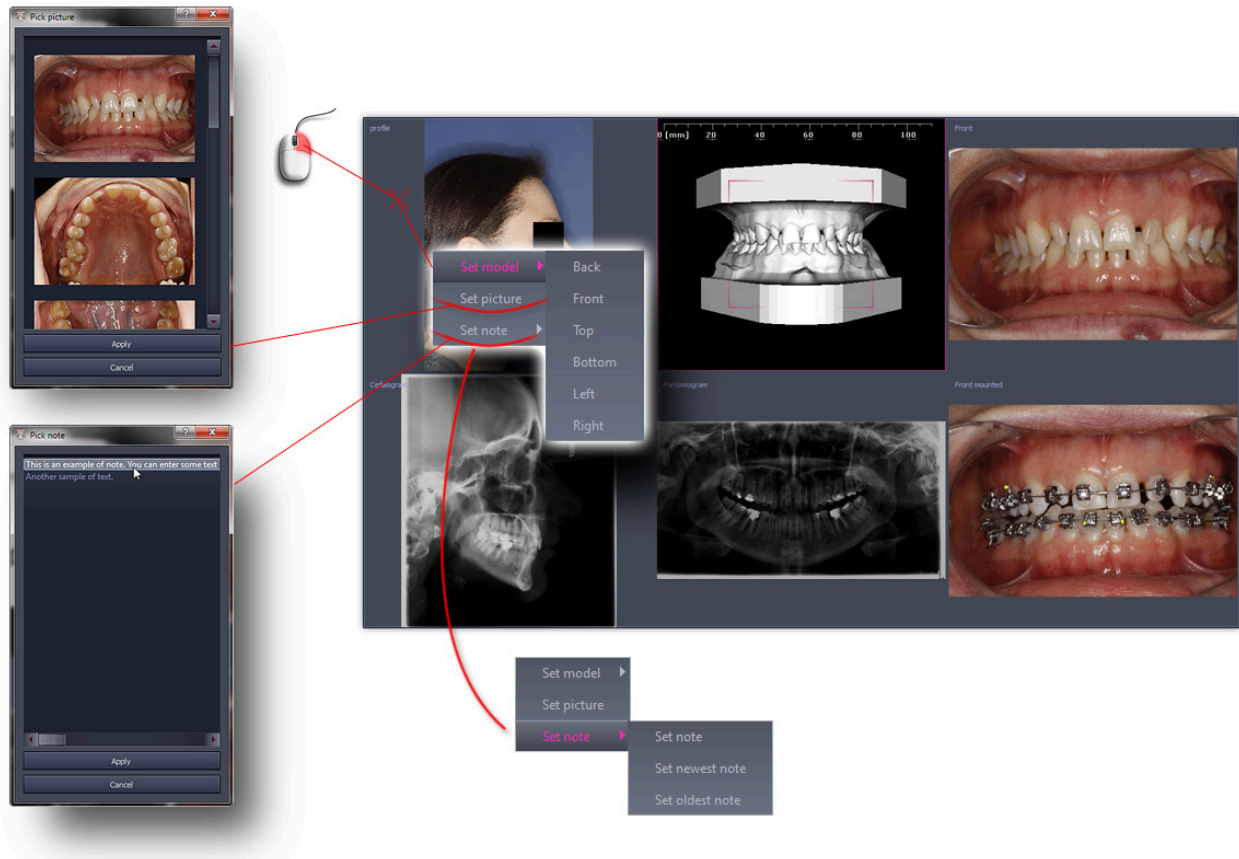 Pick picture
Apply
Cancel
Pick note
This is an example of note. You can enter some text
Another sample of text.
Apply
Cancel
profile
0 [mm] 20 40 60 80 100
Front
Set model
Set picture
Set note
Back
Front
Top
Bottom
Left
Right
Pantomogram
Front mounted
Set model
Set picture
Set note
Set note
Set newest note
Set oldest note